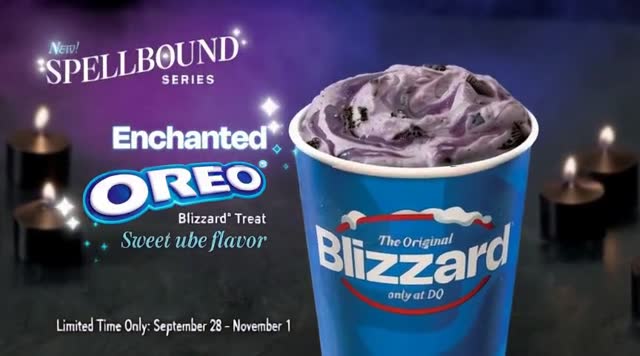 New!
SPELLBOUND
SERIES
Enchanted
OREO®
Blizzard® Treat
Sweet ube flavor
Limited Time Only: September 28 - November 1
The Original
Blizzard
only at DQ